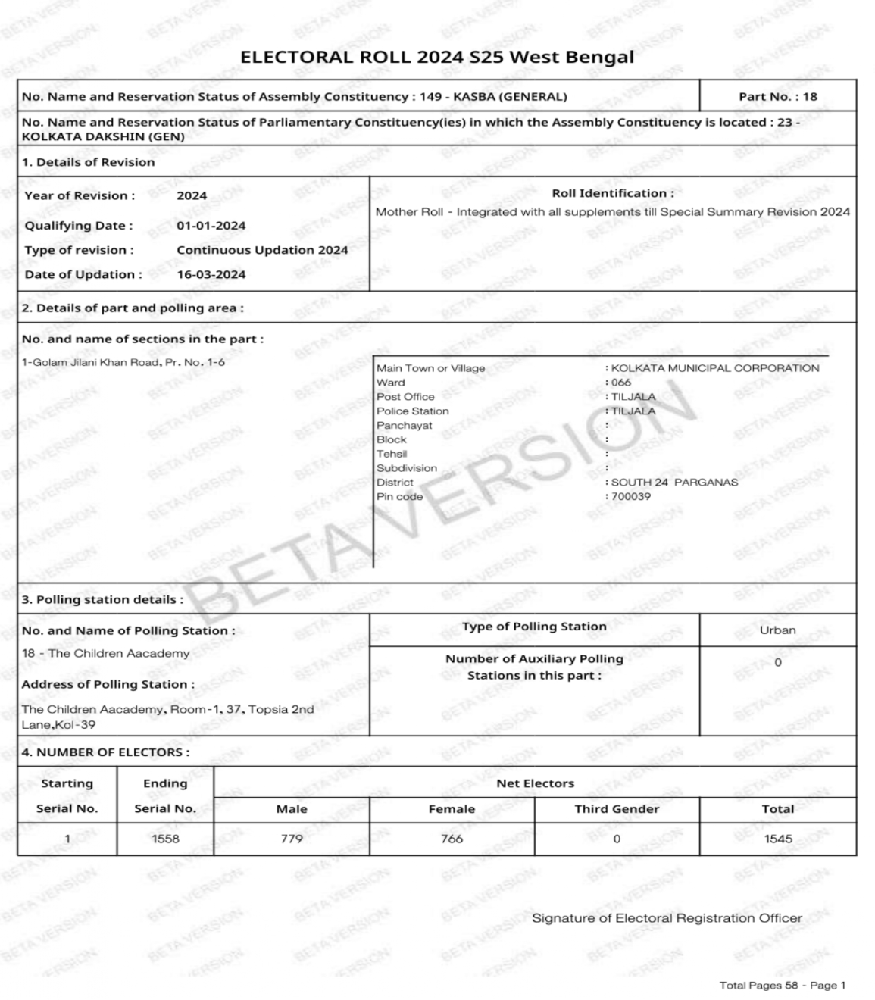 ELECTORAL ROLL 2024 S25 West Bengal
No. Name and Reservation Status of Assembly Constituency : 149 - KASBA (GENERAL)
Part No. : 18
No. Name and Reservation Status of Parliamentary Constituency(ies) in which the Assembly Constituency is located : 23 -
KOLKATA DAKSHIN (GEN)
1. Details of Revision
Year of Revision : 2024
Qualifying Date : 01-01-2024
Type of revision : Continuous Updation 2024
Date of Updation : 16-03-2024
Roll Identification :
Mother Roll - Integrated with all supplements till Special Summary Revision 2024
2. Details of part and polling area :
No. and name of sections in the part :
1-Golam Jilani Khan Road, Pr. No. 1-6
Main Town or Village : KOLKATA MUNICIPAL CORPORATION
Ward : 066
Post Office : TILJALA
Police Station : TILJALA
Panchayat :
Block :
Tehsil :
Subdivision :
District : SOUTH 24 PARGANAS
Pin code : 700039
BETA VERSION
3. Polling station details :
No. and Name of Polling Station :
18 - The Children Aacademy
Address of Polling Station :
The Children Aacademy, Room-1, 37, Topsia 2nd
Lane,Kol-39
Type of Polling Station Urban
Number of Auxiliary Polling
Stations in this part : 0
4. NUMBER OF ELECTORS :
Starting Ending Net Electors
Serial No. Serial No. Male Female Third Gender Total
1 1558 779 766 0 1545
Signature of Electoral Registration Officer
Total Pages 58 - Page 1